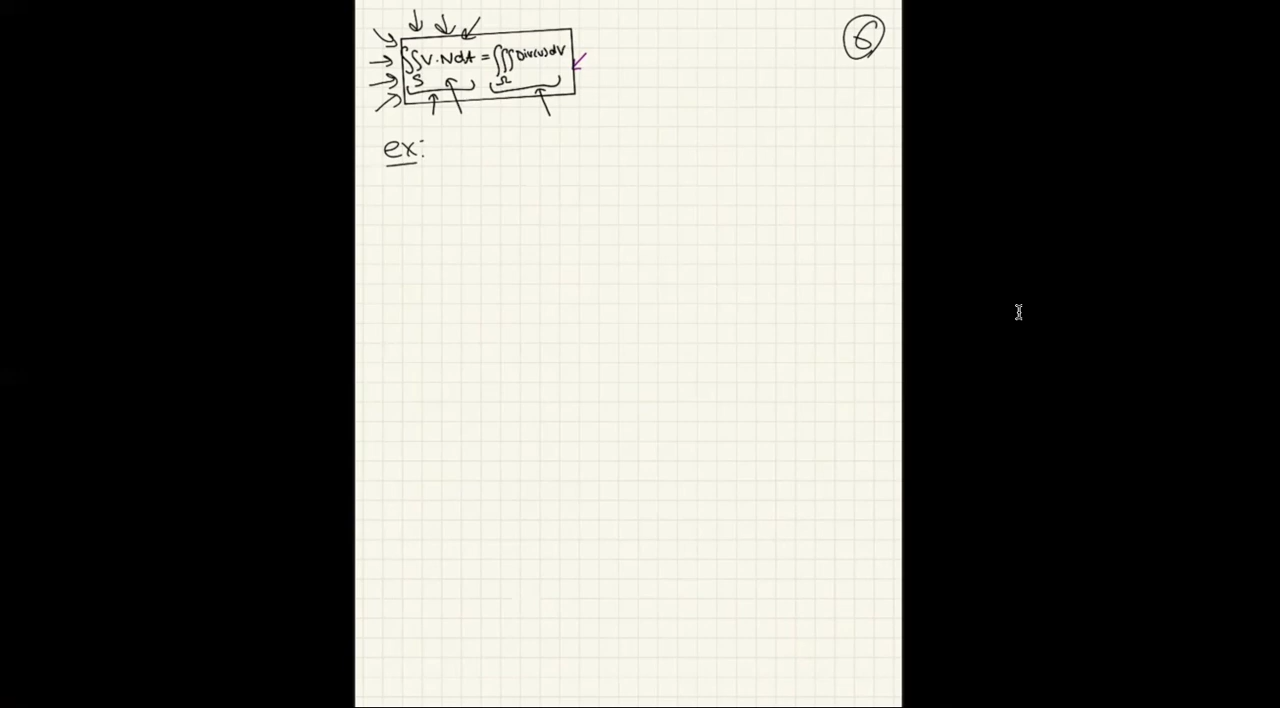 ∬V·NdA = ∭Div(v)dV
S Ω
6
ex: